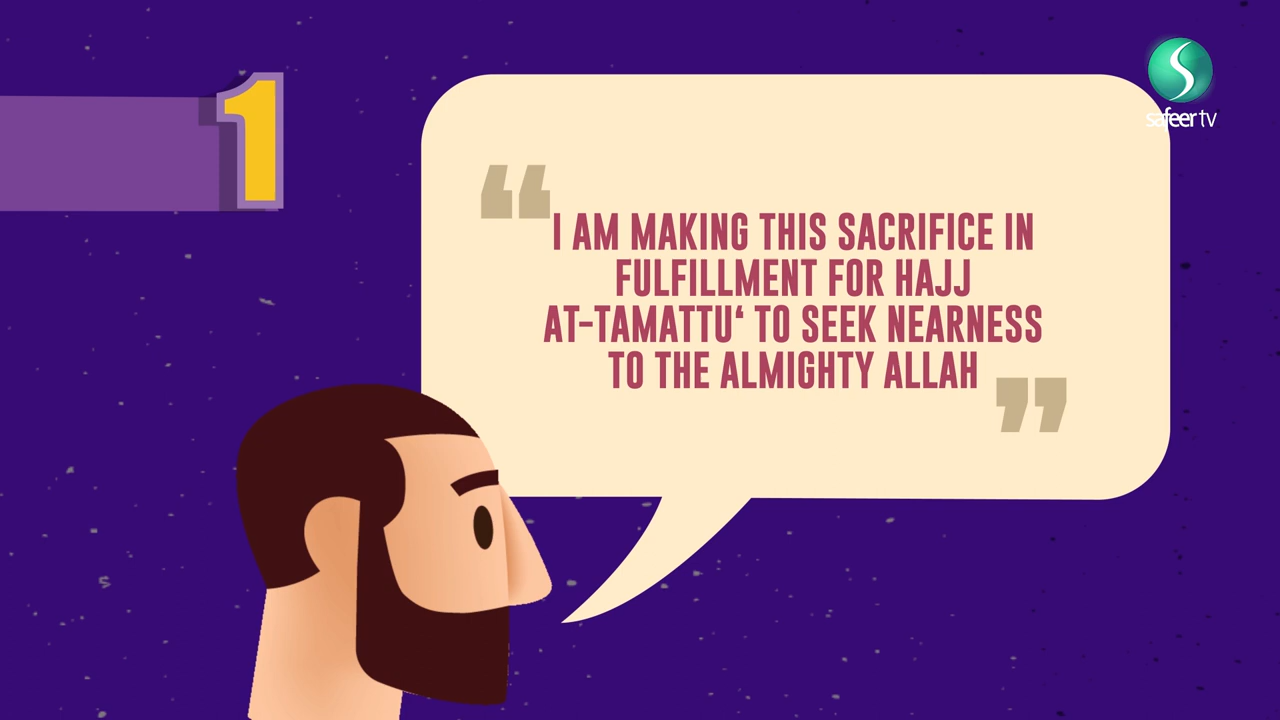 1
safeer tv
“I AM MAKING THIS SACRIFICE IN
FULFILLMENT FOR HAJJ
AT-TAMATTU‘ TO SEEK NEARNESS
TO THE ALMIGHTY ALLAH”